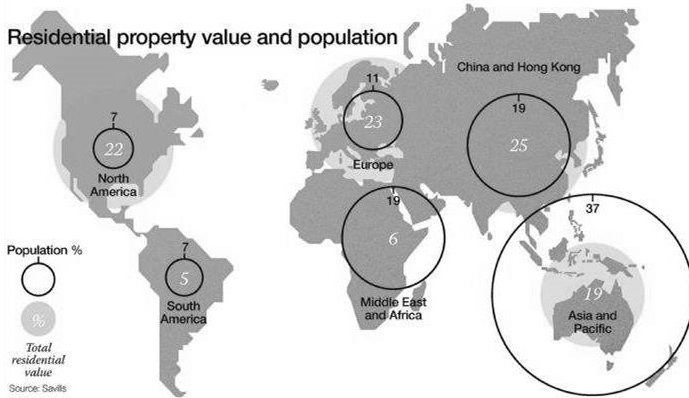 Residential property value and population
7
22
North
America
11
23
Europe
China and Hong Kong
19
25
19
6
Middle East
and Africa
37
19
Asia and
Pacific
7
5
South
America
Population %
%
Total
residential
value
Source: Savills